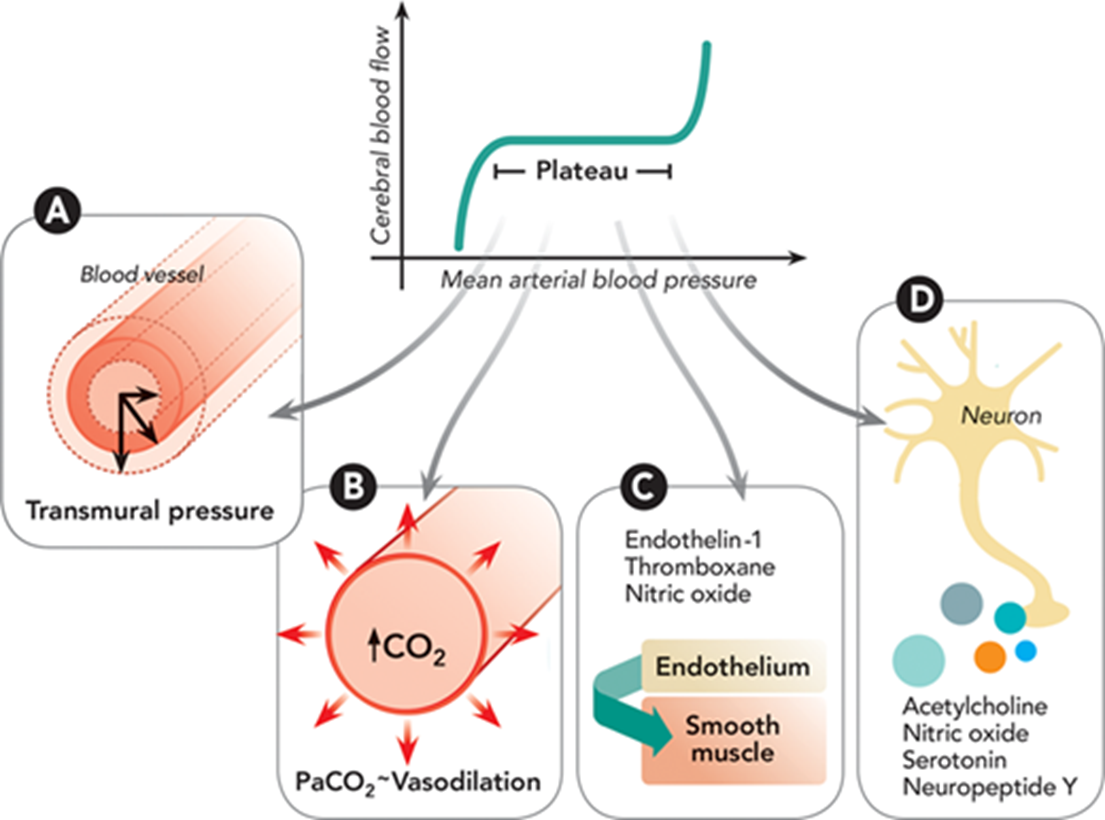 Cerebral blood flow
Plateau
Mean arterial blood pressure
A
Blood vessel
Transmural pressure
B
↑CO₂
PaCO₂~Vasodilation
C
Endothelin-1
Thromboxane
Nitric oxide
Endothelium
Smooth
muscle
D
Neuron
Acetylcholine
Nitric oxide
Serotonin
Neuropeptide Y